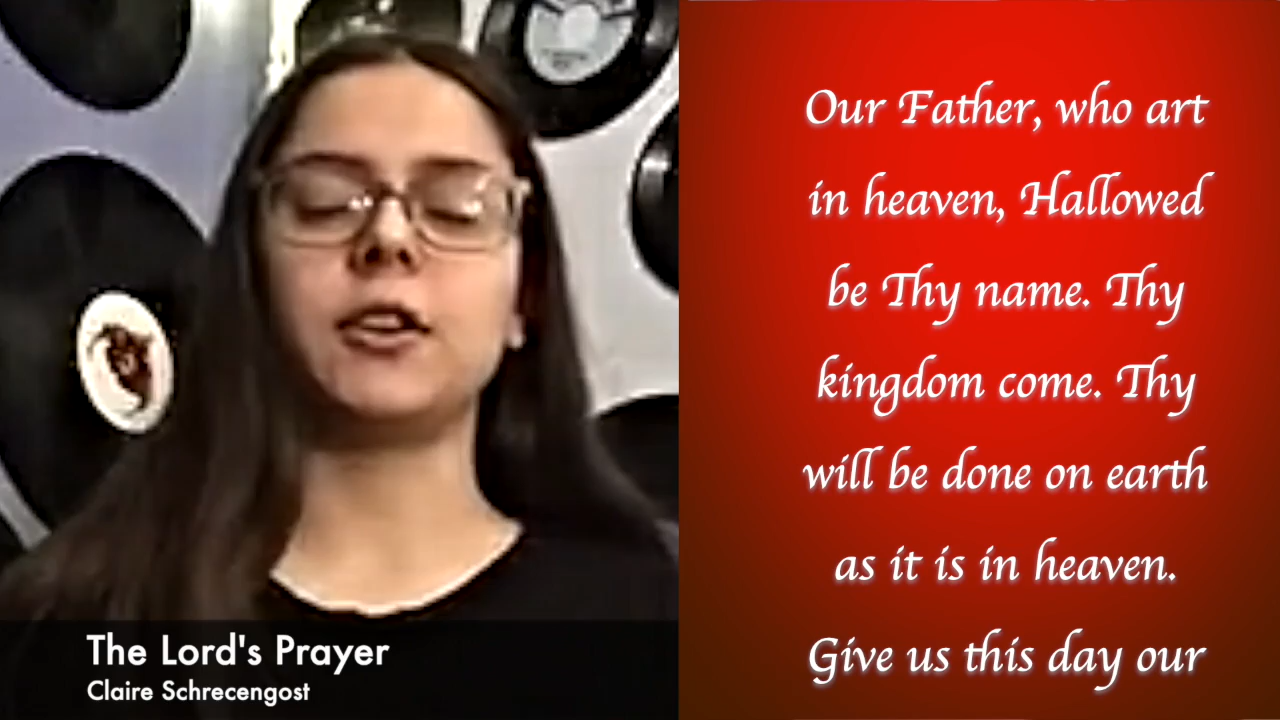 Our Father, who art
in heaven, Hallowed
be Thy name. Thy
kingdom come. Thy
will be done on earth
as it is in heaven.
Give us this day our
The Lord's Prayer
Claire Schrecengost